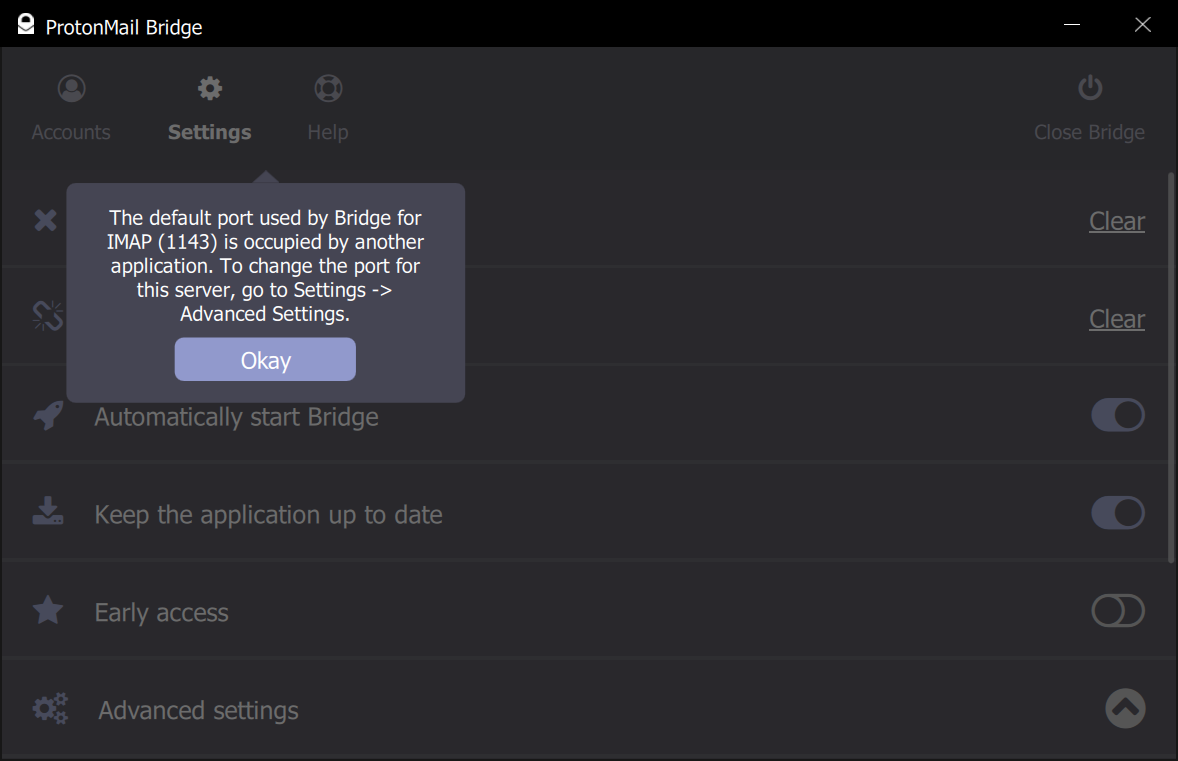 ProtonMail Bridge
Accounts
Settings
Help
Close Bridge
The default port used by Bridge for
IMAP (1143) is occupied by another
application. To change the port for
this server, go to Settings ->
Advanced Settings.
Okay
Clear
Clear
Automatically start Bridge
Keep the application up to date
Early access
Advanced settings